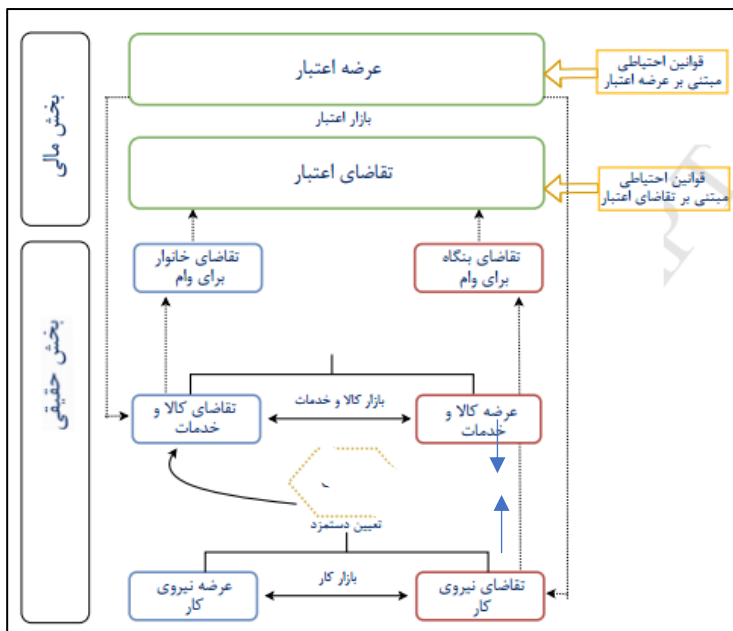 عرضه اعتبار
قوانین احتیاطی
مبتنی بر عرضه اعتبار
بازار اعتبار
بخش مالی
تقاضای اعتبار
قوانین احتیاطی
مبتنی بر تقاضای اعتبار
تقاضای بنگاه
برای وام
تقاضای خانوار
برای وام
بخش حقیقی
عرضه کالا و
خدمات
بازار کالا و خدمات
تقاضای کالا و
خدمات
تعیین دستمزد
تقاضای نیروی
کار
بازار کار
عرضه نیروی
کار